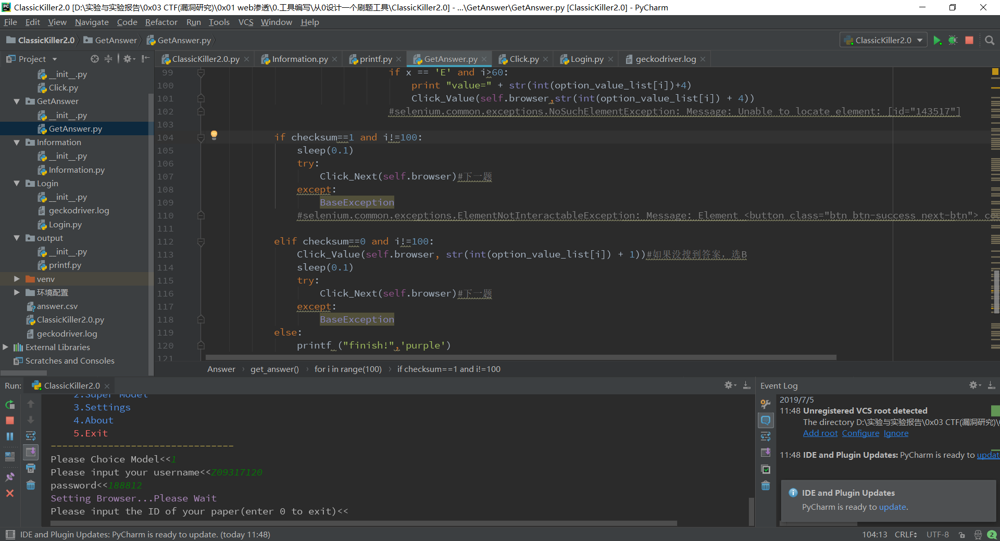 ClassicKiller2.0 [D:\实验与实验报告\0x03 CTF(漏洞研究)\0x01 web渗透\0.工具编写\从0设计一个刷题工具\ClassicKiller2.0] - ...\GetAnswer\GetAnswer.py [ClassicKiller2.0] - PyCharm
File Edit View Navigate Code Refactor Run Tools VCS Window Help
ClassicKiller2.0 GetAnswer GetAnswer.py ClassicKiller2.0
Project ClassicKiller2.0.py Information.py printf.py GetAnswer.py Click.py Login.py geckodriver.log
__init__.py
Click.py
GetAnswer
__init__.py
GetAnswer.py
Information
__init__.py
Information.py
Login
__init__.py
geckodriver.log
Login.py
output
__init__.py
printf.py
venv
环境配置
answer.csv
ClassicKiller2.0.py
geckodriver.log
External Libraries
Scratches and Consoles
99 if x == 'E' and i>60:
100 print "value=" + str(int(option_value_list[i])+4)
101 Click_Value(self.browser,str(int(option_value_list[i]) + 4))
102 #selenium.common.exceptions.NoSuchElementException: Message: Unable to locate element: [id="143517"]
103
104 if checksum==1 and i!=100:
105 sleep(0.1)
106 try:
107 Click_Next(self.browser)#下一题
108 except:
109 BaseException
110 #selenium.common.exceptions.ElementNotInteractableException: Message: Element <button class="btn btn-success next-btn"> cou
111
112 elif checksum==0 and i!=100:
113 Click_Value(self.browser, str(int(option_value_list[i]) + 1))#如果没搜到答案，选B
114 sleep(0.1)
115 try:
116 Click_Next(self.browser)#下一题
117 except:
118 BaseException
119 else:
120 printf ("finish!",'purple')
121
Answer get_answer() for i in range(100) if checksum==1 and i!=100
Run: ClassicKiller2.0
2.Super Model
3.Settings
4.About
5.Exit
--------------------------------
Please Choice Model<<1
Please input your username<<Z09317120
password<<188812
Setting Browser...Please Wait
Please input the ID of your paper(enter 0 to exit)<<
Event Log
2019/7/5
11:48 Unregistered VCS root detected
The directory D:\实验与实验报告\0x03 CTF(漏洞研究)\0
Add root Configure Ignore
11:48 IDE and Plugin Updates: PyCharm is ready to updat
IDE and Plugin Updates
PyCharm is ready to update.
IDE and Plugin Updates: PyCharm is ready to update. (today 11:48) 104:13 CRLF UTF-8 2